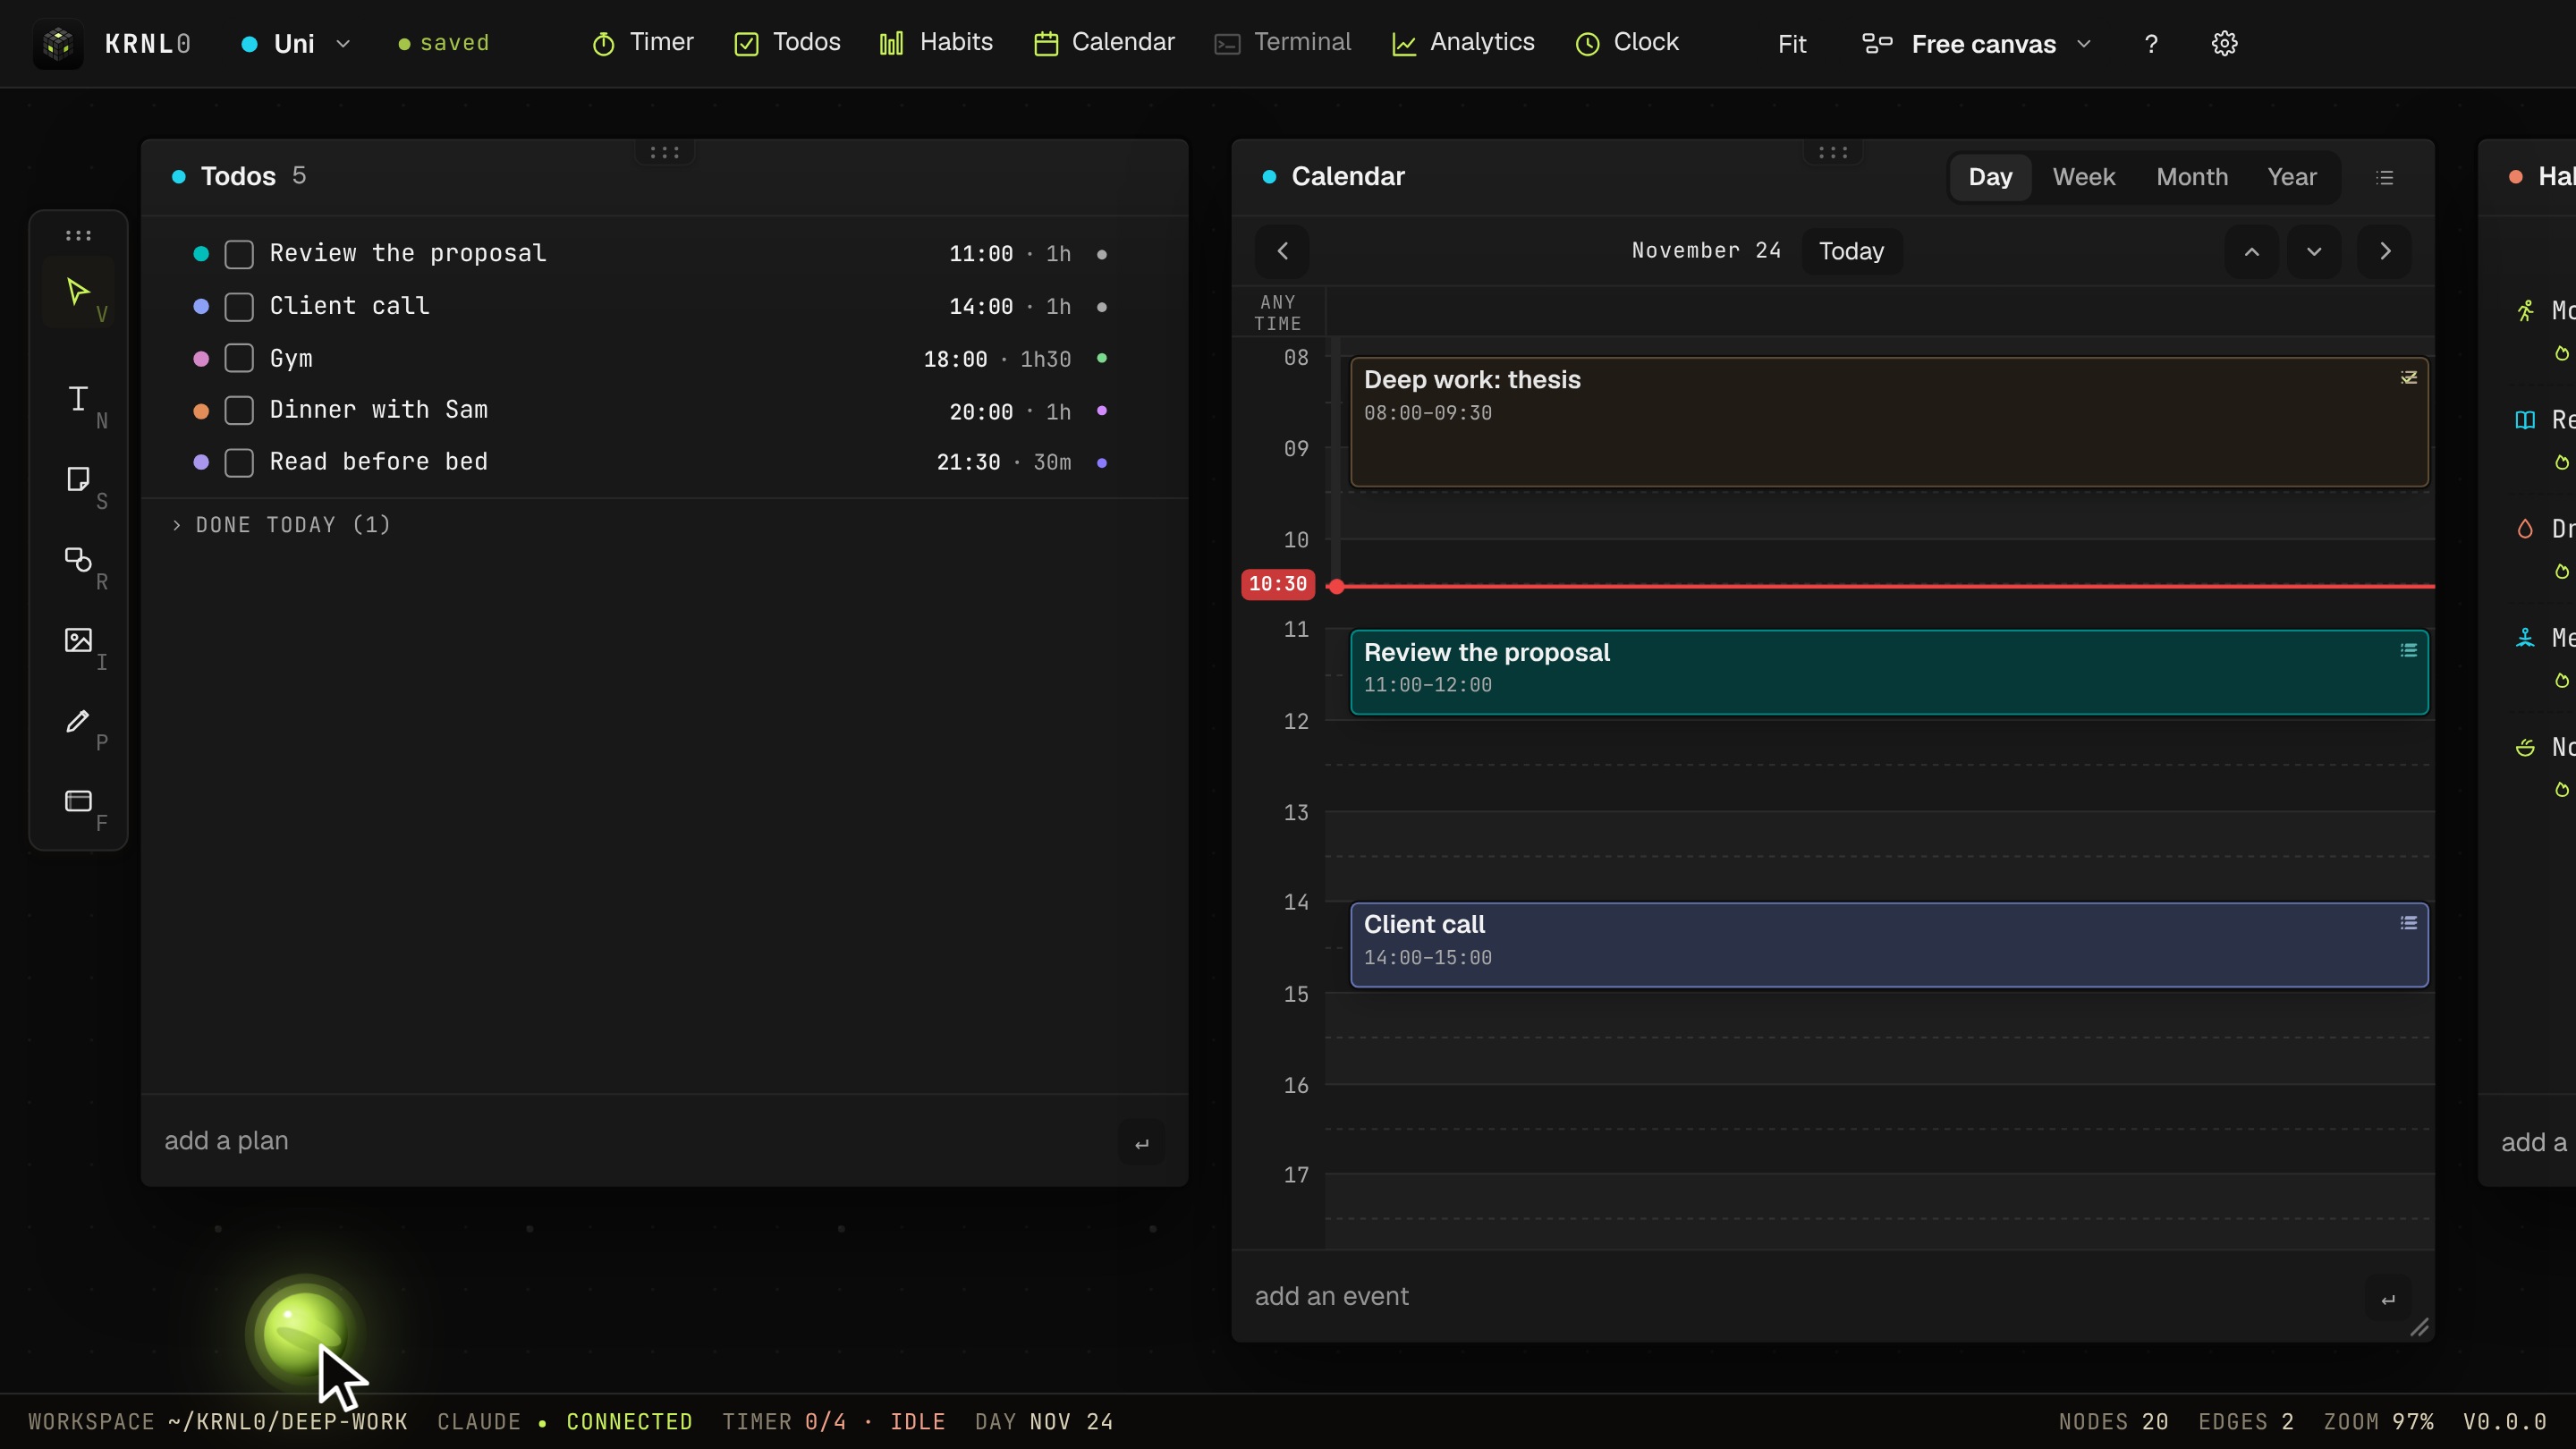 KRNL0 Uni saved Timer Todos Habits Calendar Terminal Analytics Clock Fit Free canvas ?
Todos 5
Review the proposal 11:00 · 1h
Client call 14:00 · 1h
Gym 18:00 · 1h30
Dinner with Sam 20:00 · 1h
Read before bed 21:30 · 30m
DONE TODAY (1)
add a plan
V
N
S
R
I
P
F
Calendar Day Week Month Year
November 24 Today
ANY
TIME
08
Deep work: thesis
08:00–09:30
09
10
10:30
11
Review the proposal
11:00–12:00
12
13
14
Client call
14:00–15:00
15
16
17
add an event
add a
WORKSPACE ~/KRNL0/DEEP-WORK CLAUDE • CONNECTED TIMER 0/4 · IDLE DAY NOV 24 NODES 20 EDGES 2 ZOOM 97% V0.0.0